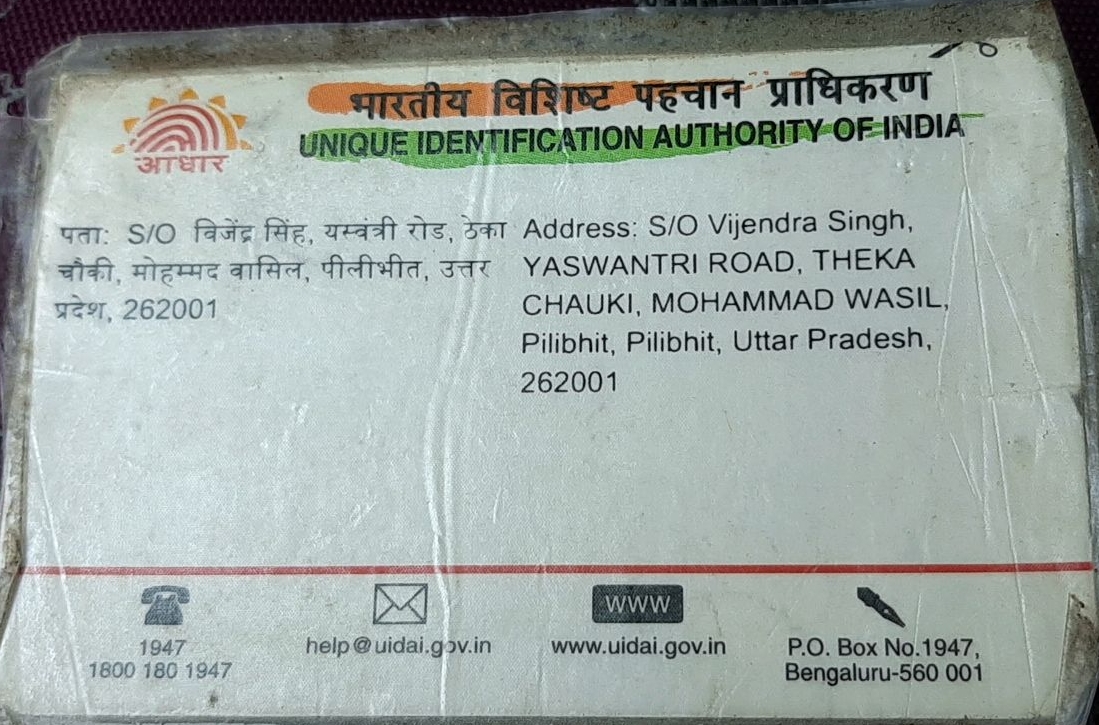 भारतीय विशिष्ट पहचान प्राधिकरण
UNIQUE IDENTIFICATION AUTHORITY OF INDIA
आधार
पता: S/O विजेंद्र सिंह, यस्वंत्री रोड, ठेका
चौकी, मोहम्मद वासिल, पीलीभीत, उत्तर
प्रदेश, 262001
Address: S/O Vijendra Singh,
YASWANTRI ROAD, THEKA
CHAUKI, MOHAMMAD WASIL,
Pilibhit, Pilibhit, Uttar Pradesh,
262001
1947
1800 180 1947
help@uidai.gov.in
www
www.uidai.gov.in
P.O. Box No.1947,
Bengaluru-560 001